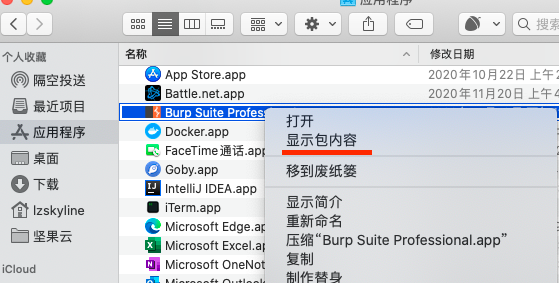 应用程序
搜索
个人收藏
名称
修改日期
隔空投送
App Store.app
2020年10月22日 上午2
最近项目
Battle.net.app
2020年11月20日 上午4
应用程序
Burp Suite Profes
打开
桌面
Docker.app
显示包内容
FaceTime通话.app
下载
Goby.app
移到废纸篓
lzskyline
IntelliJ IDEA.app
坚果云
iTerm.app
显示简介
Microsoft Edge.app
重新命名
Microsoft Excel.app
压缩“Burp Suite Professional.app”
iCloud
Microsoft OneNot
复制
Microsoft Outlook
制作替身